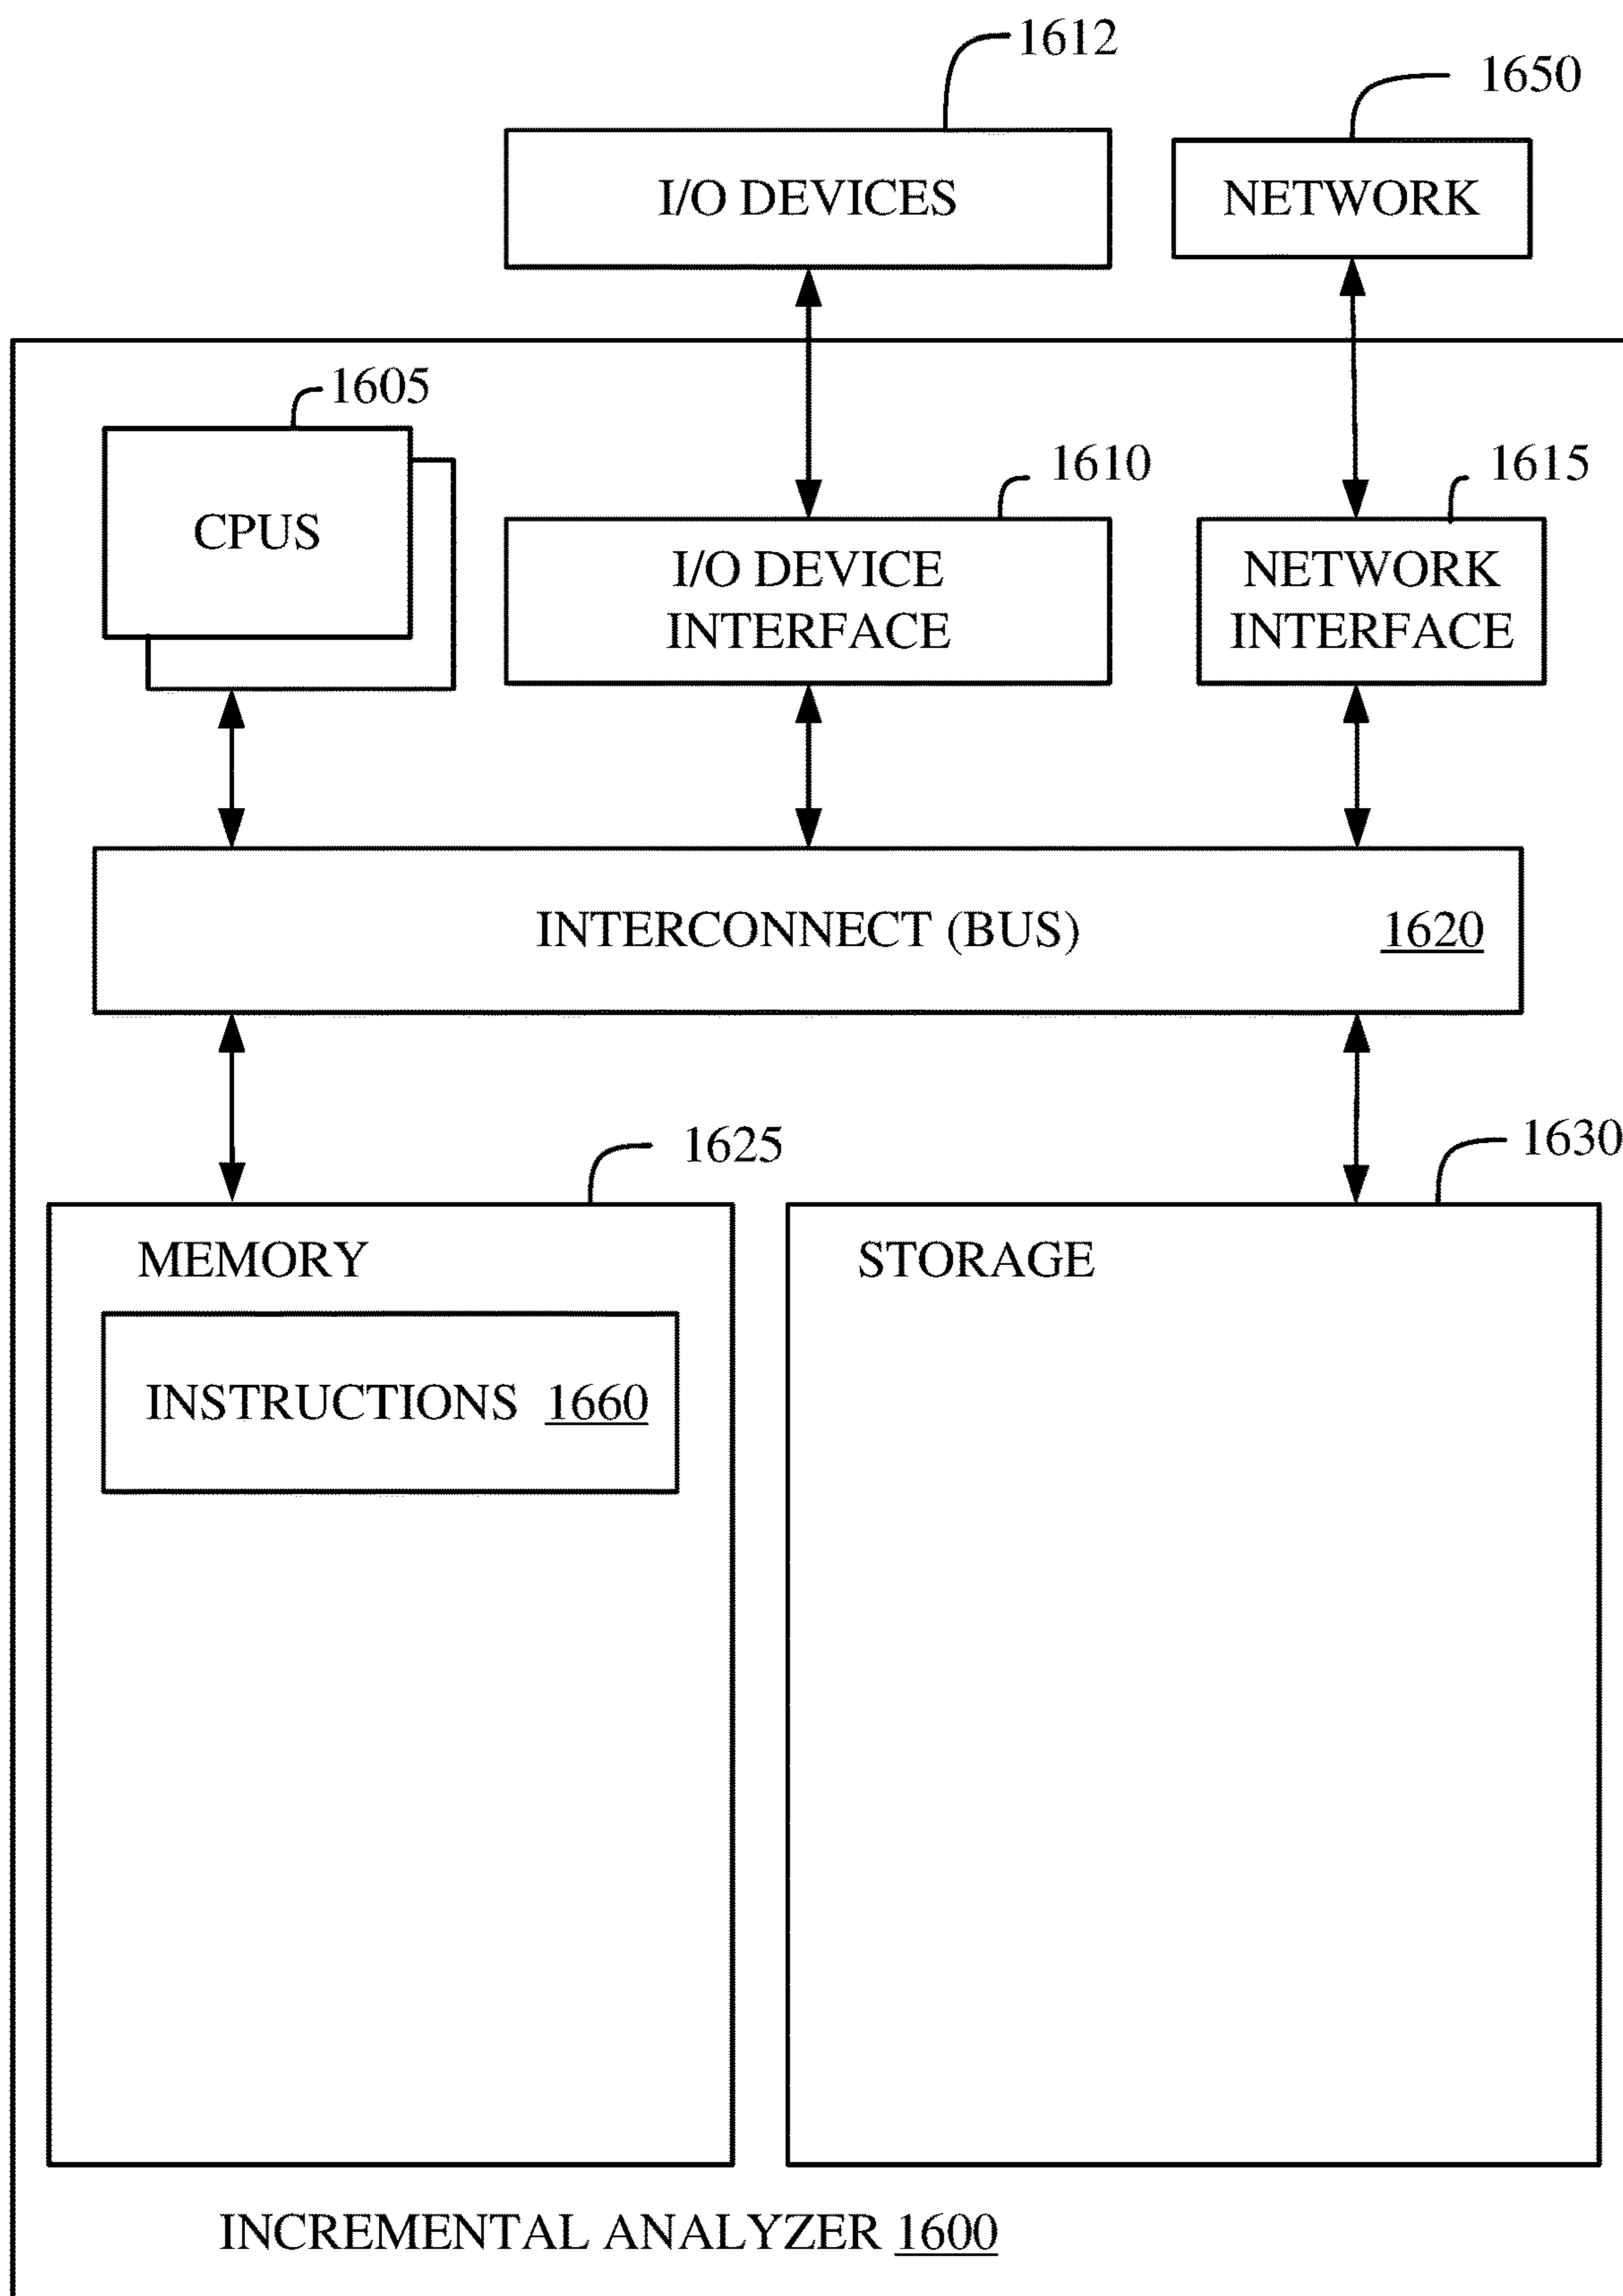 1612
1650
I/O DEVICES
NETWORK
1605
1610
1615
CPUS
I/O DEVICE
INTERFACE
NETWORK
INTERFACE
INTERCONNECT (BUS) 1620
1625
1630
MEMORY
STORAGE
INSTRUCTIONS 1660
INCREMENTAL ANALYZER 1600